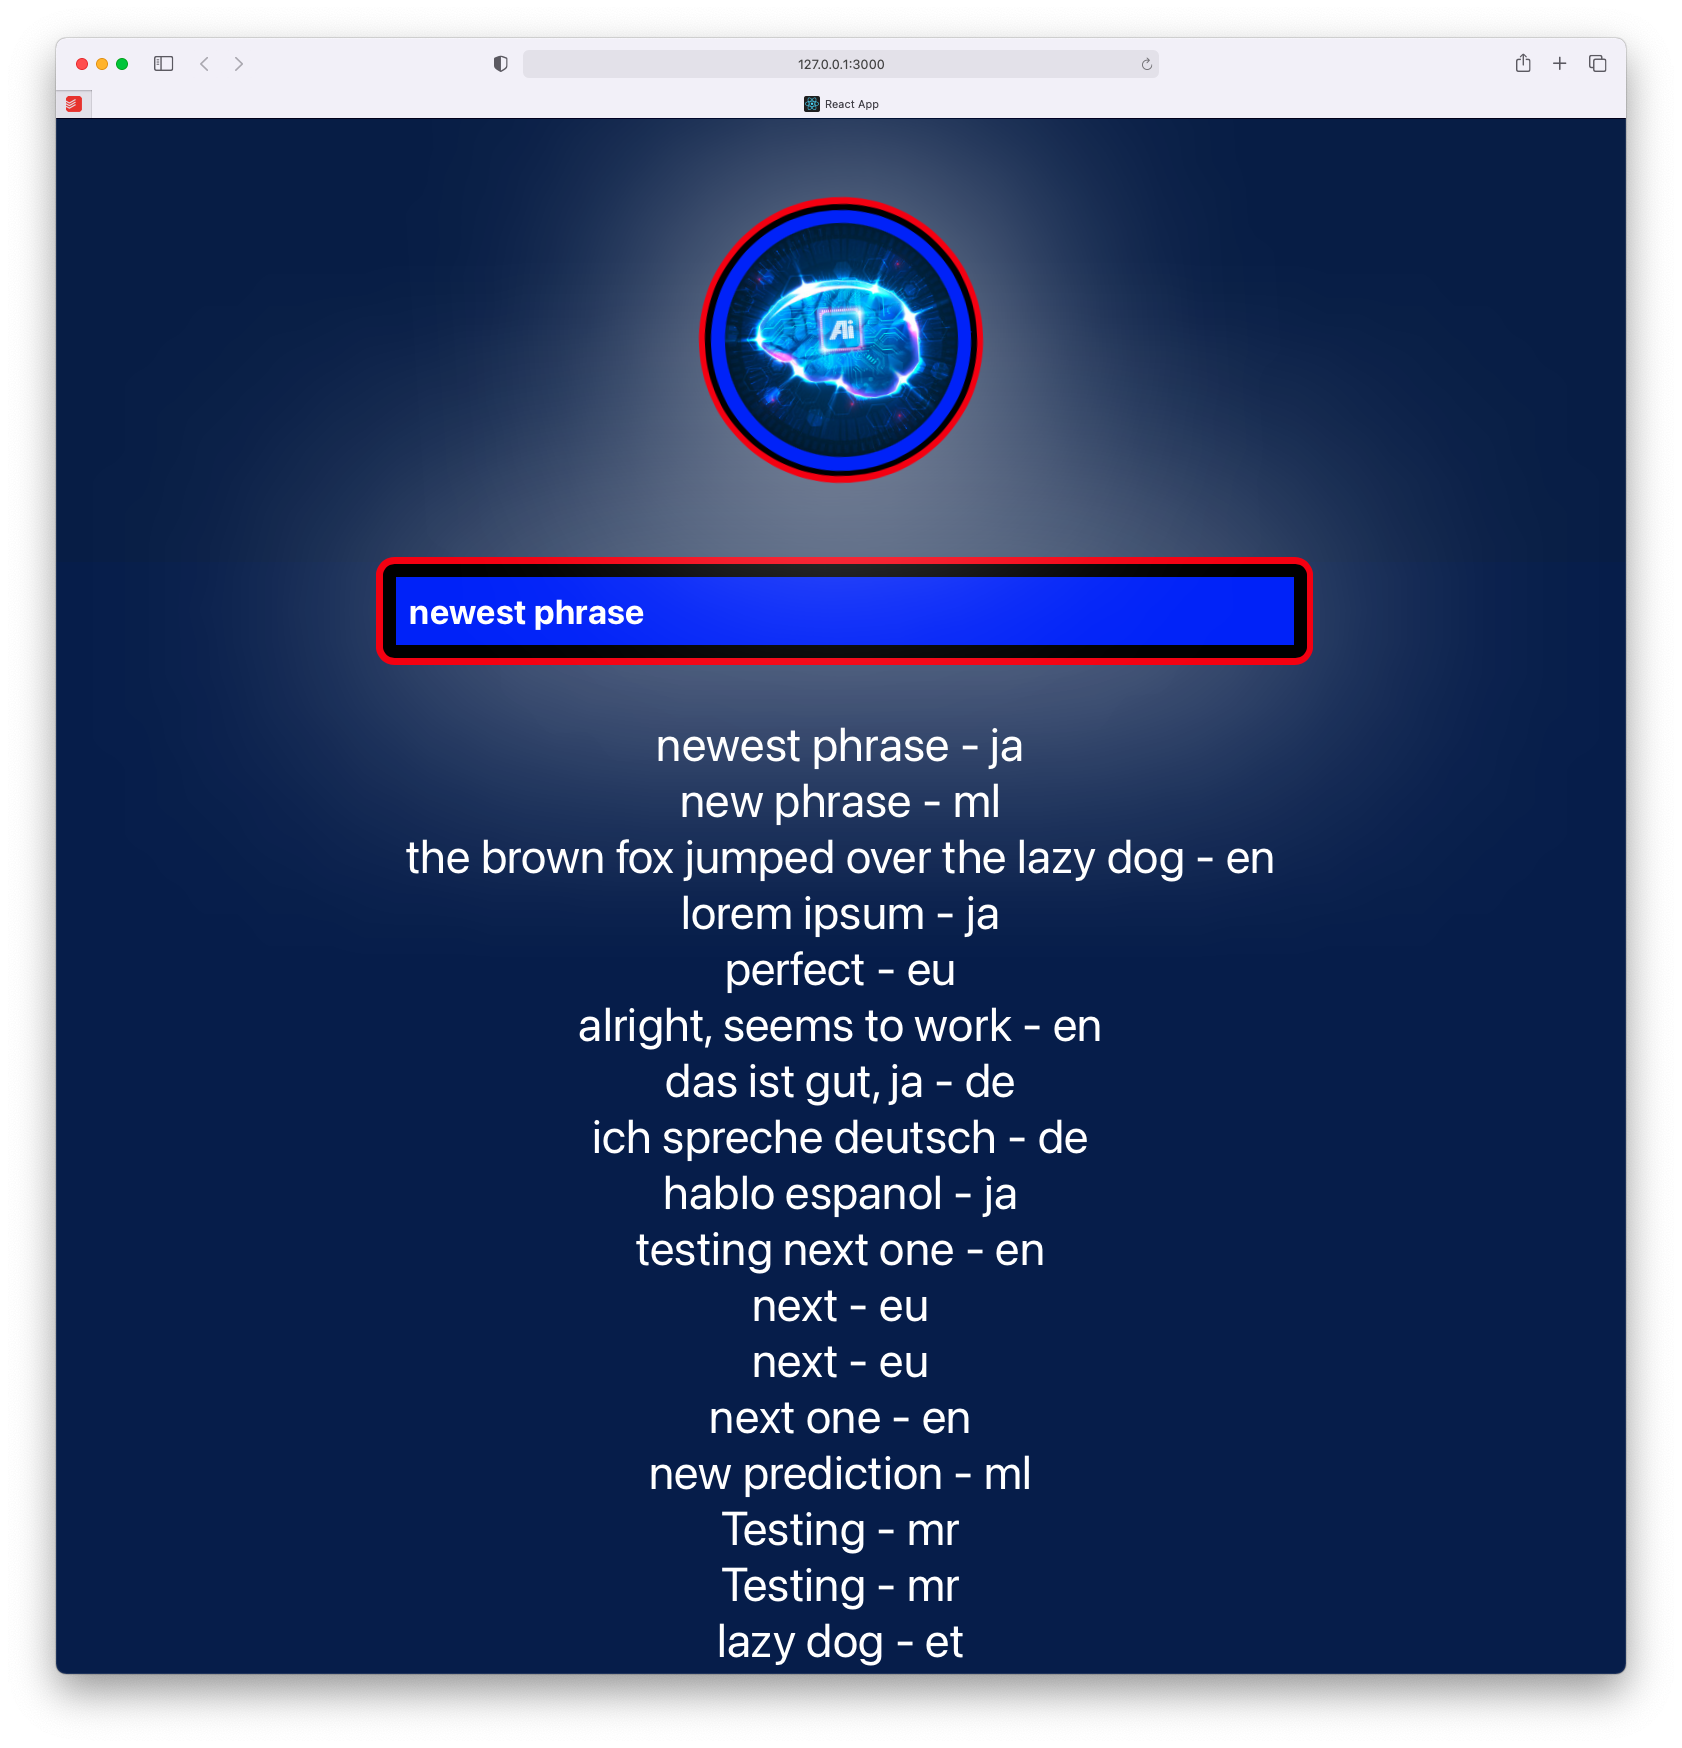 127.0.0.1:3000
React App
Ai
newest phrase
newest phrase - ja
new phrase - ml
the brown fox jumped over the lazy dog - en
lorem ipsum - ja
perfect - eu
alright, seems to work - en
das ist gut, ja - de
ich spreche deutsch - de
hablo espanol - ja
testing next one - en
next - eu
next - eu
next one - en
new prediction - ml
Testing - mr
Testing - mr
lazy dog - et